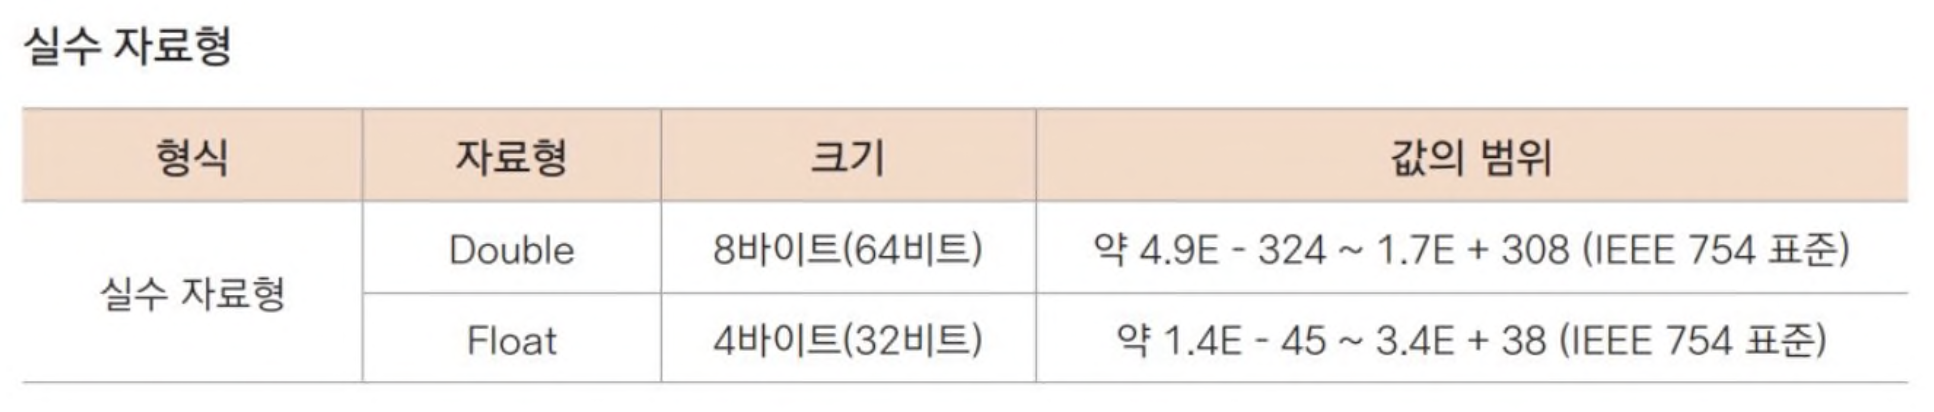 실수 자료형
형식 자료형 크기 값의 범위
실수 자료형
Double 8바이트(64비트) 약 4.9E - 324 ~ 1.7E + 308 (IEEE 754 표준)
Float 4바이트(32비트) 약 1.4E - 45 ~ 3.4E + 38 (IEEE 754 표준)